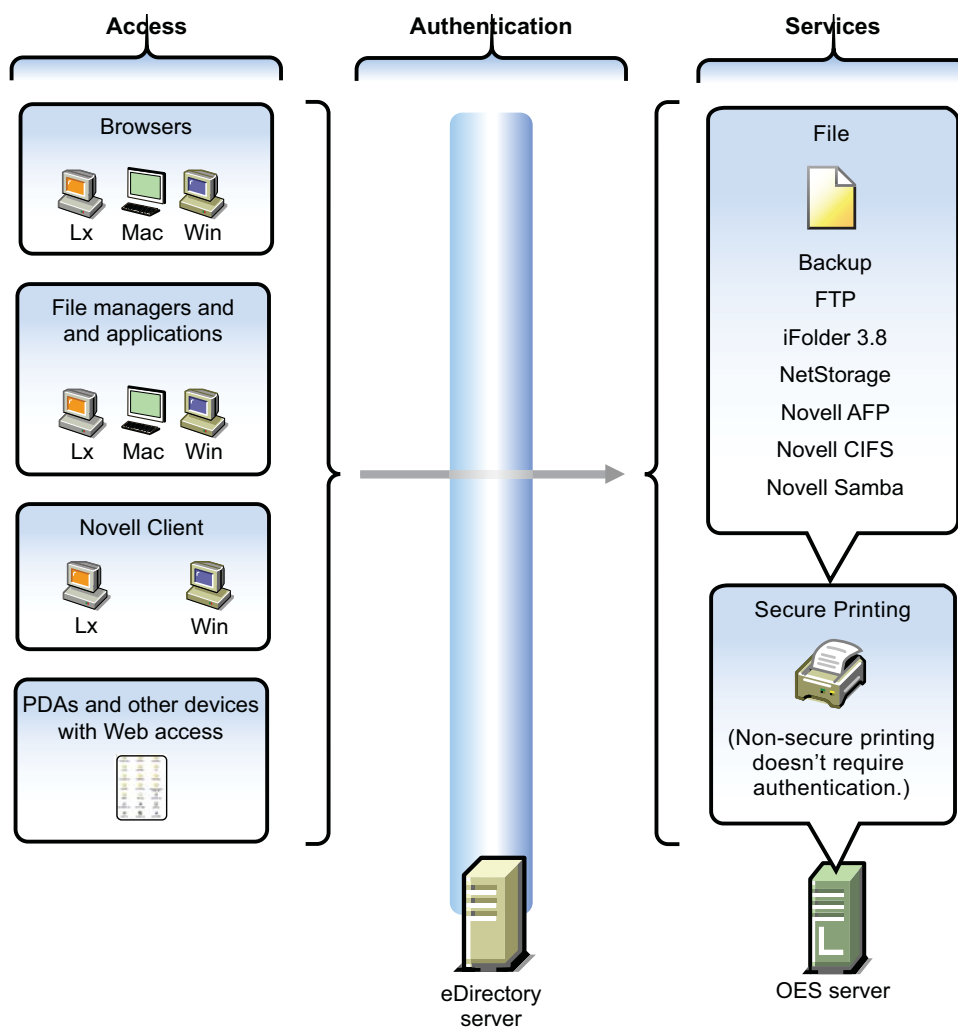 Access
Authentication
Services
Browsers
Lx Mac Win
File managers and
and applications
Lx Mac Win
Novell Client
Lx Win
PDAs and other devices
with Web access
eDirectory
server
File
Backup
FTP
iFolder 3.8
NetStorage
Novell AFP
Novell CIFS
Novell Samba
Secure Printing
(Non-secure printing
doesn’t require
authentication.)
OES server